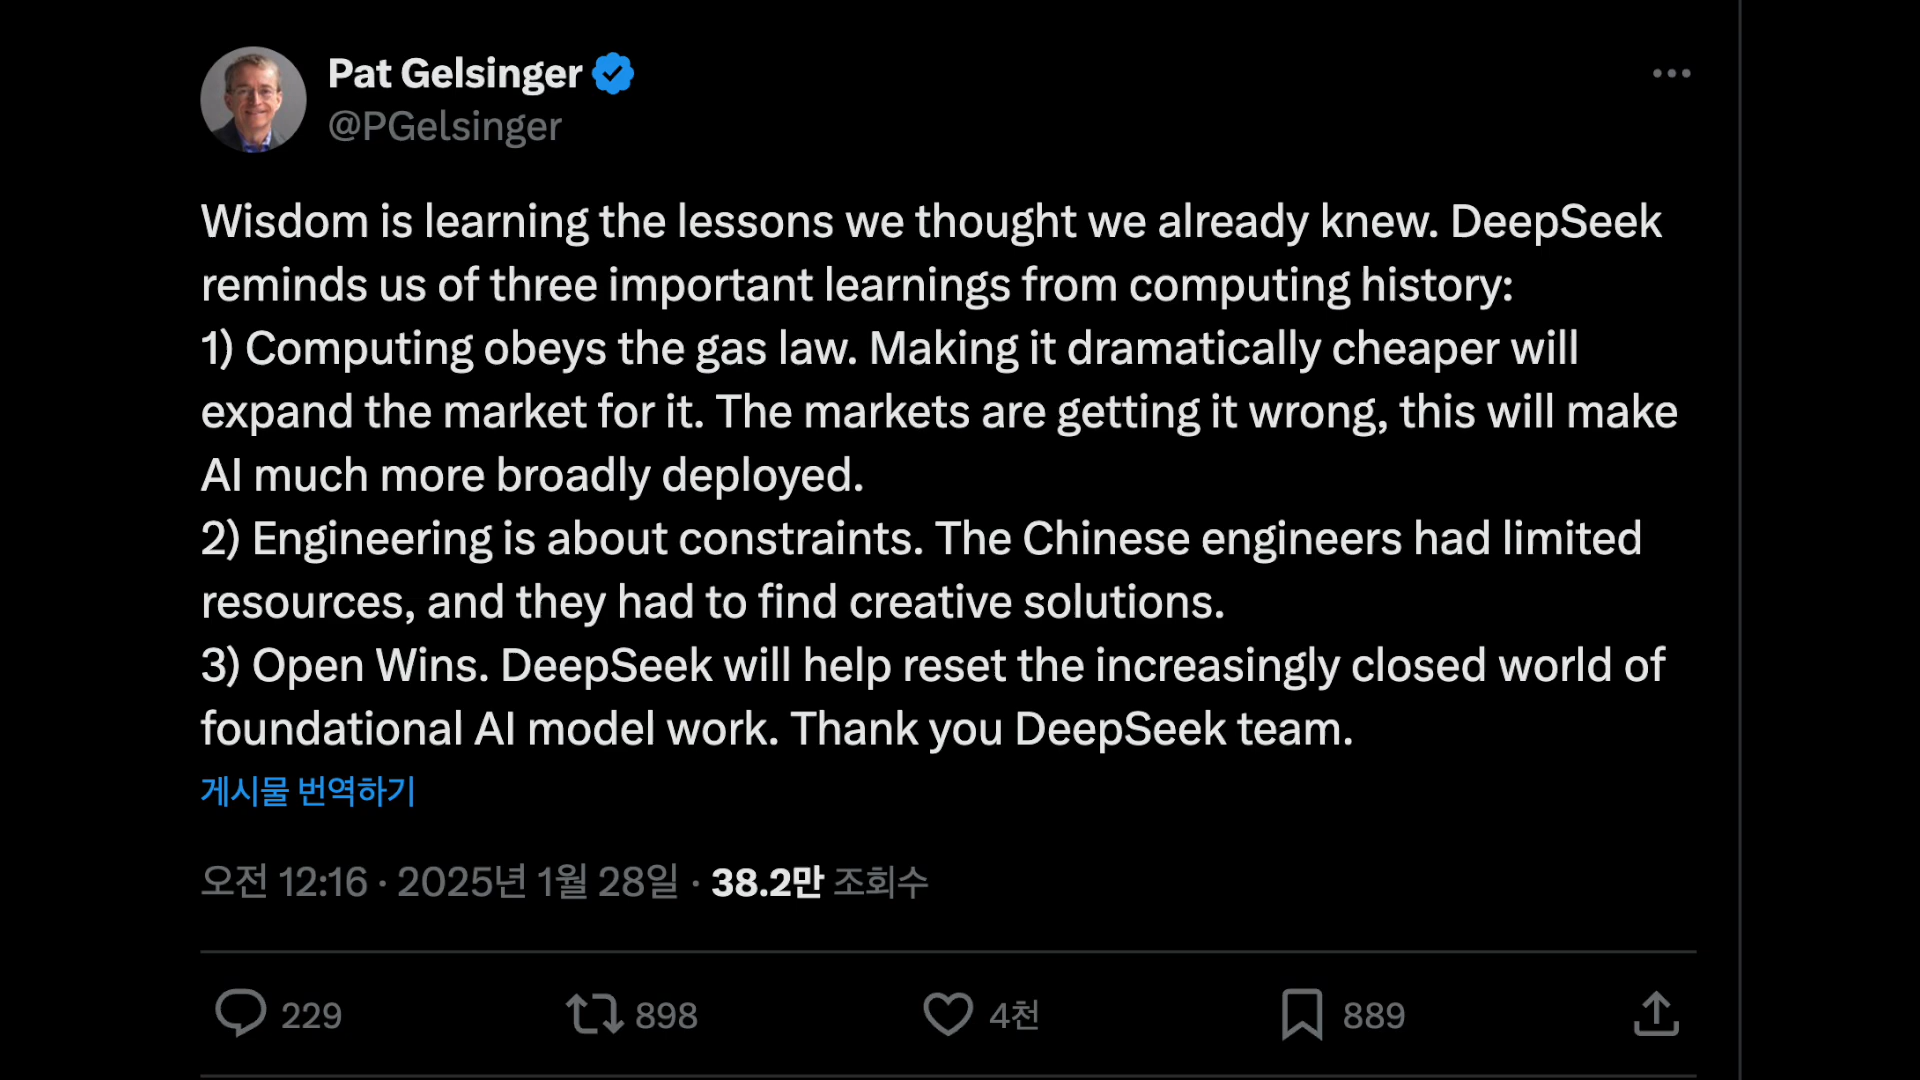 Pat Gelsinger
@PGelsinger
Wisdom is learning the lessons we thought we already knew. DeepSeek
reminds us of three important learnings from computing history:
1) Computing obeys the gas law. Making it dramatically cheaper will
expand the market for it. The markets are getting it wrong, this will make
AI much more broadly deployed.
2) Engineering is about constraints. The Chinese engineers had limited
resources, and they had to find creative solutions.
3) Open Wins. DeepSeek will help reset the increasingly closed world of
foundational AI model work. Thank you DeepSeek team.
게시물 번역하기
오전 12:16 · 2025년 1월 28일 · 38.2만 조회수
229 898 4천 889